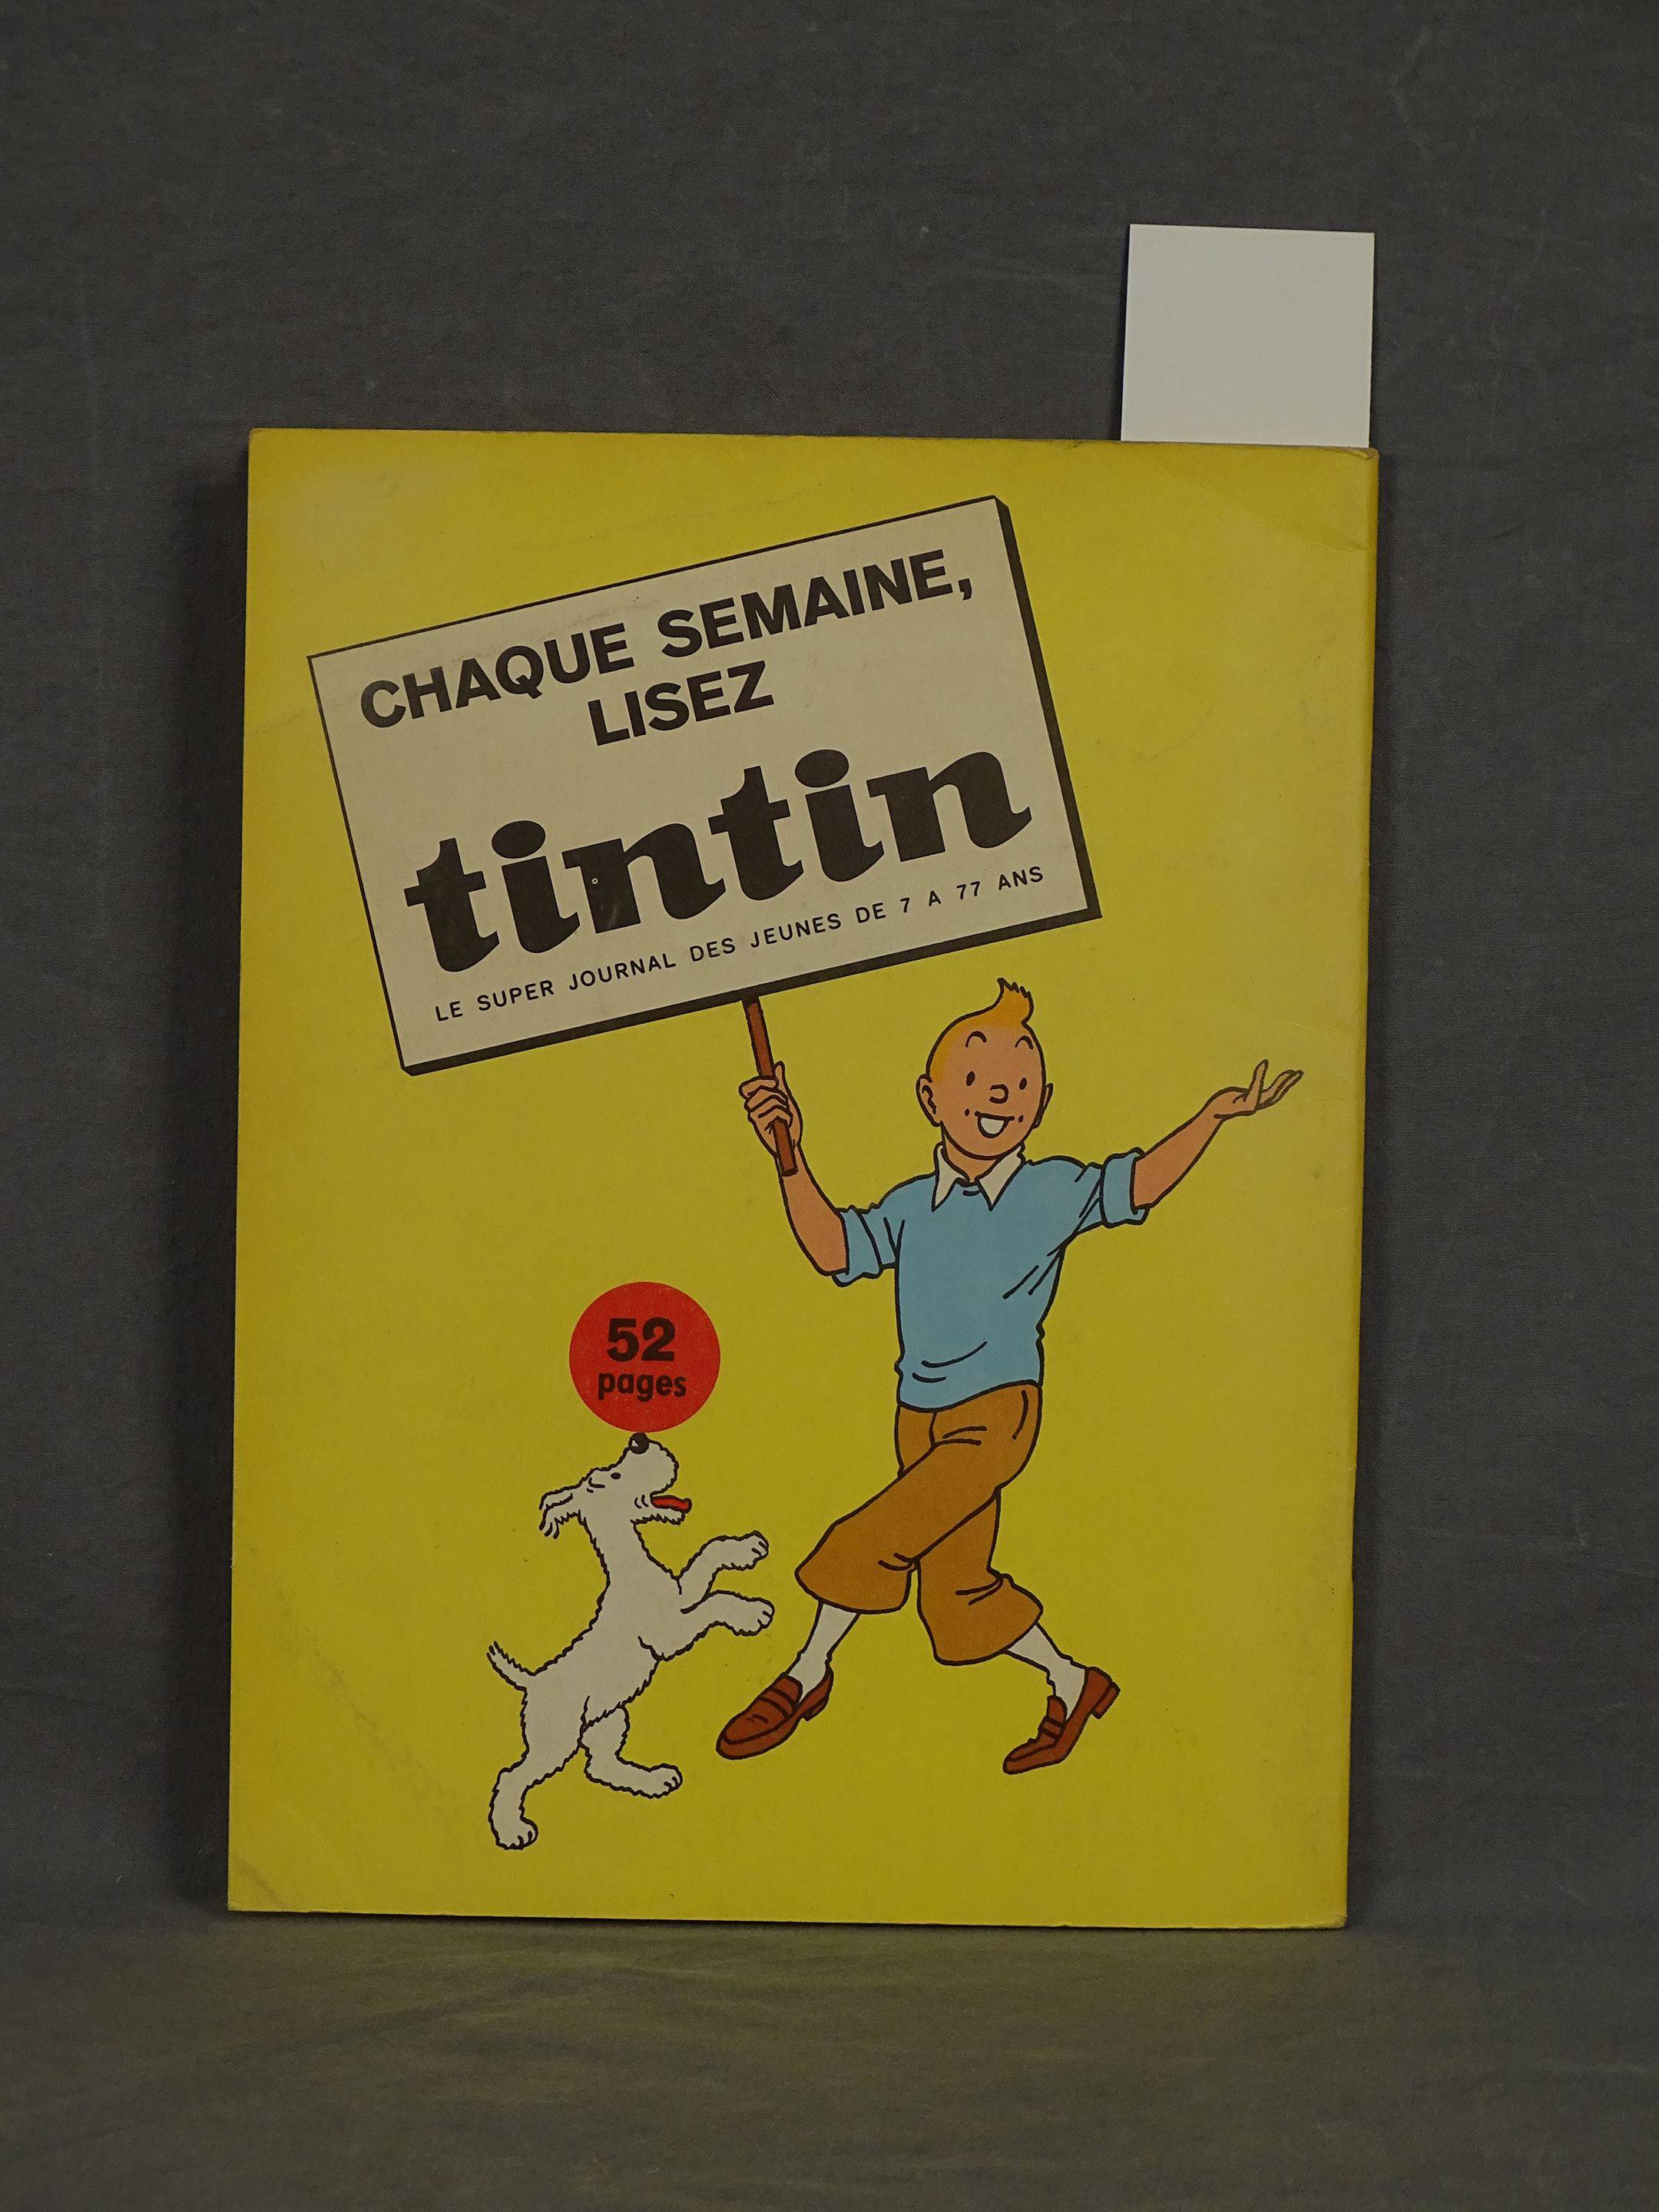 CHAQUE SEMAINE,
LISEZ
tintin
LE SUPER JOURNAL DES JEUNES DE 7 A 77 ANS
52
pages